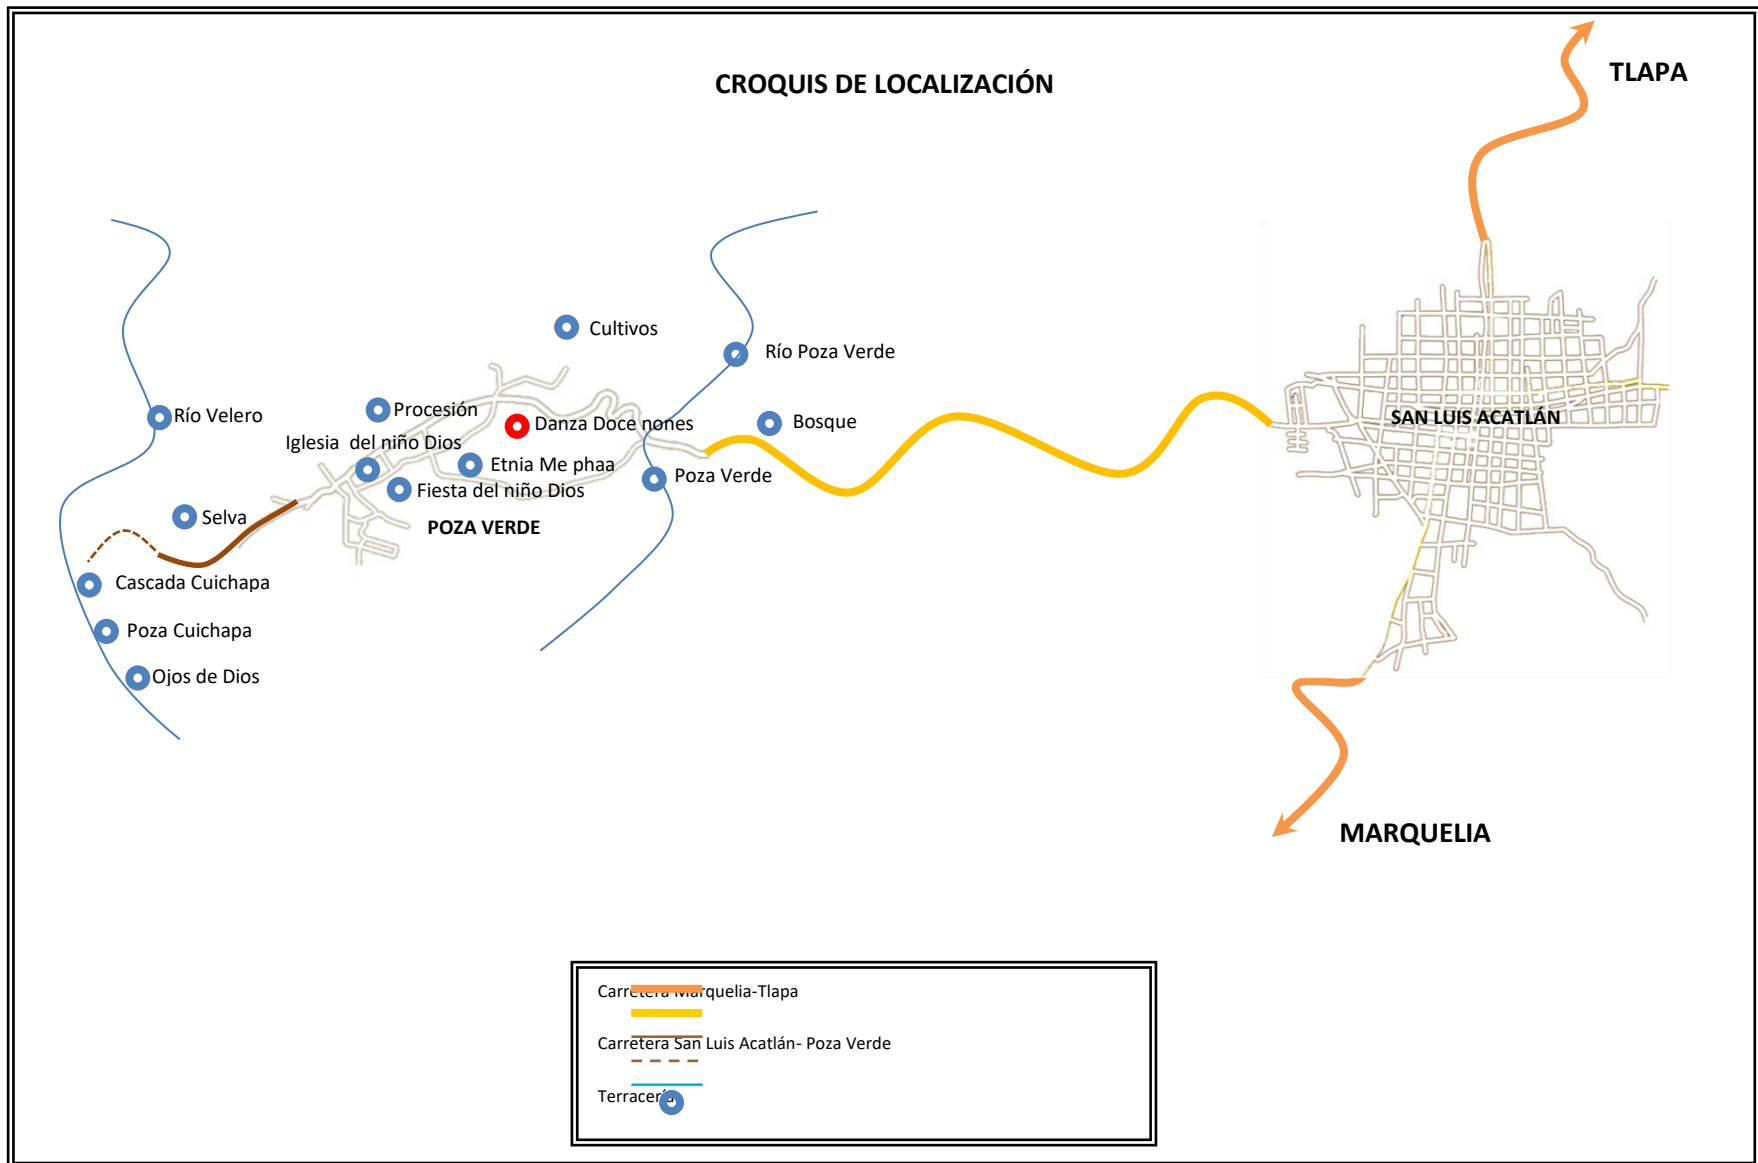 CROQUIS DE LOCALIZACIÓN
TLAPA
Cultivos
Río Poza Verde
Río Velero
Procesión
Danza Doce nones
Bosque
SAN LUIS ACATLÁN
Iglesia del niño Dios
Etnia Me phaa
Poza Verde
Fiesta del niño Dios
Selva
POZA VERDE
Cascada Cuichapa
Poza Cuichapa
Ojos de Dios
MARQUELIA
Carretera Marquelia-Tlapa
Carretera San Luis Acatlán- Poza Verde
Terracería